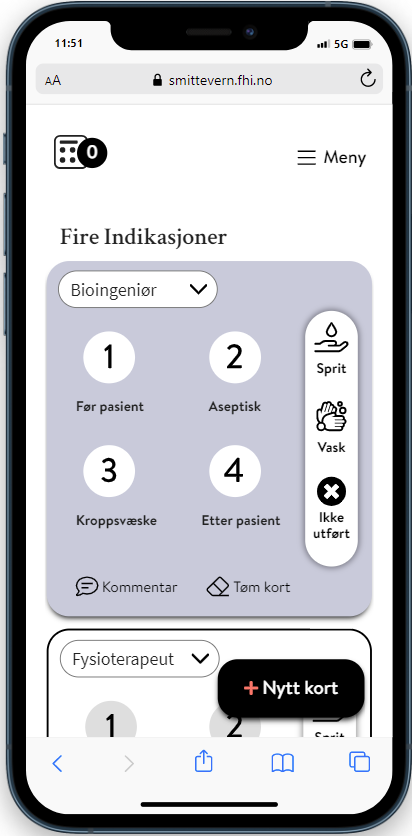 11:51
5G
AA
smittevern.fhi.no
0
Meny
Fire Indikasjoner
Bioingeniør
1
2
Før pasient
Aseptisk
3
4
Kroppsvæske
Etter pasient
Sprit
Vask
Ikke
utført
Kommentar
Tøm kort
Fysioterapeut
+ Nytt kort
1
2
Sprit